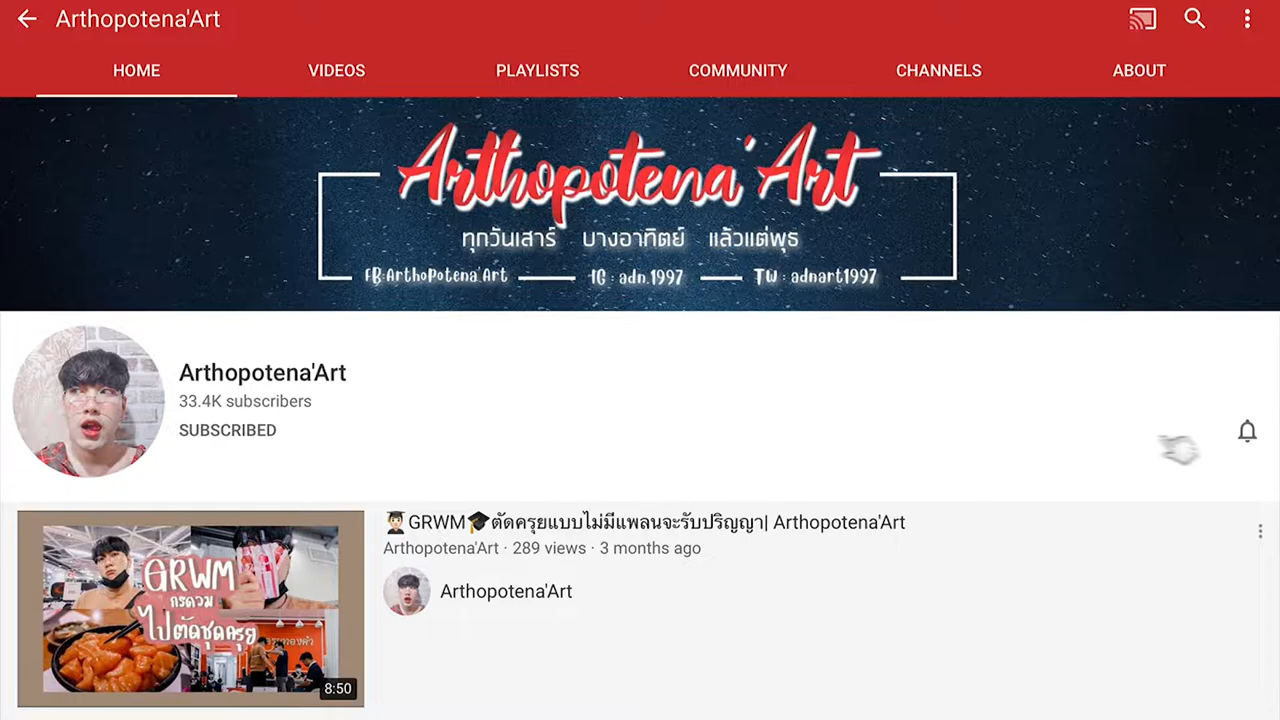 Arthopotena'Art
HOME VIDEOS PLAYLISTS COMMUNITY CHANNELS ABOUT
Arthopotena'Art
ทุกวันเสาร์ บางอาทิตย์ แล้วแต่พุธ
FB:ArthoPotena'Art IG : adn.1997 TW : adnart1997
Arthopotena'Art
33.4K subscribers
SUBSCRIBED
GRWM ตัดครุยแบบไม่มีแพลนจะรับปริญญา| Arthopotena'Art
Arthopotena'Art · 289 views · 3 months ago
Arthopotena'Art
GRWM
กรดวม
ไปตัดชุดครุย
8:50